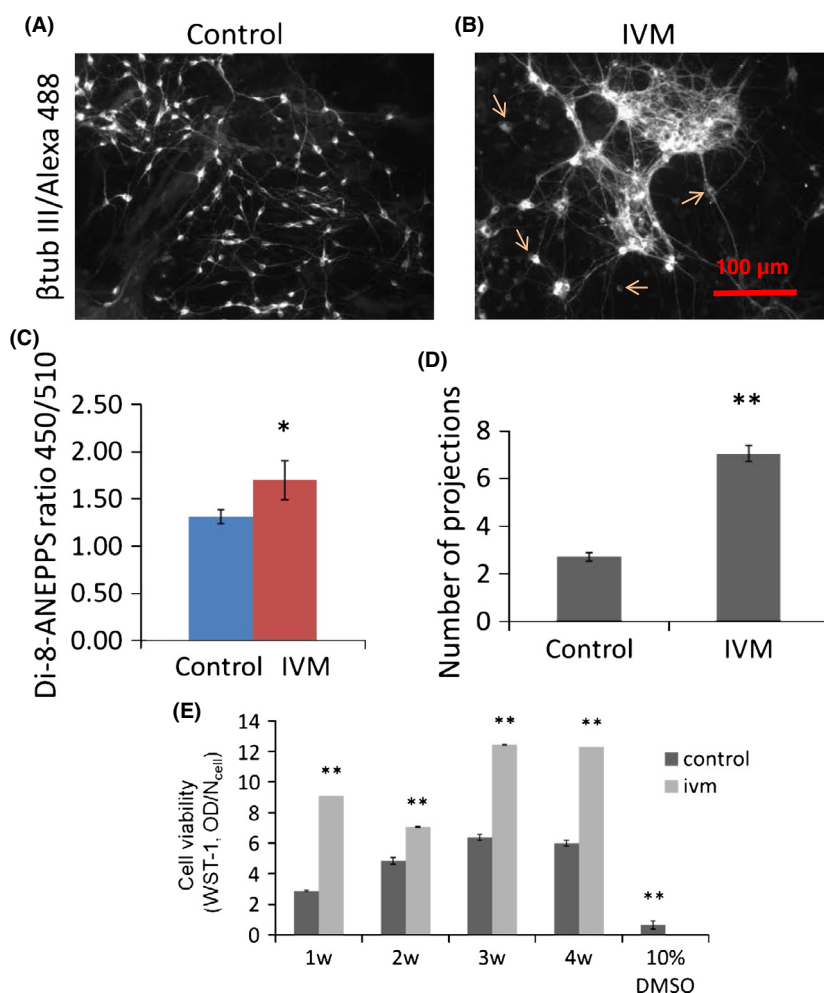 (A)
Control
(B)
IVM
βtub III/Alexa 488
100 µm
(C)
Di-8-ANEPPS ratio 450/510
2.50
2.00
1.50
1.00
0.50
0.00
*
Control IVM
(D)
Number of projections
8
6
4
2
0
**
Control IVM
(E)
Cell viability
(WST-1, OD/Ncell)
14
12
10
8
6
4
2
0
** ** ** ** **
control
ivm
1w 2w 3w 4w 10%
DMSO